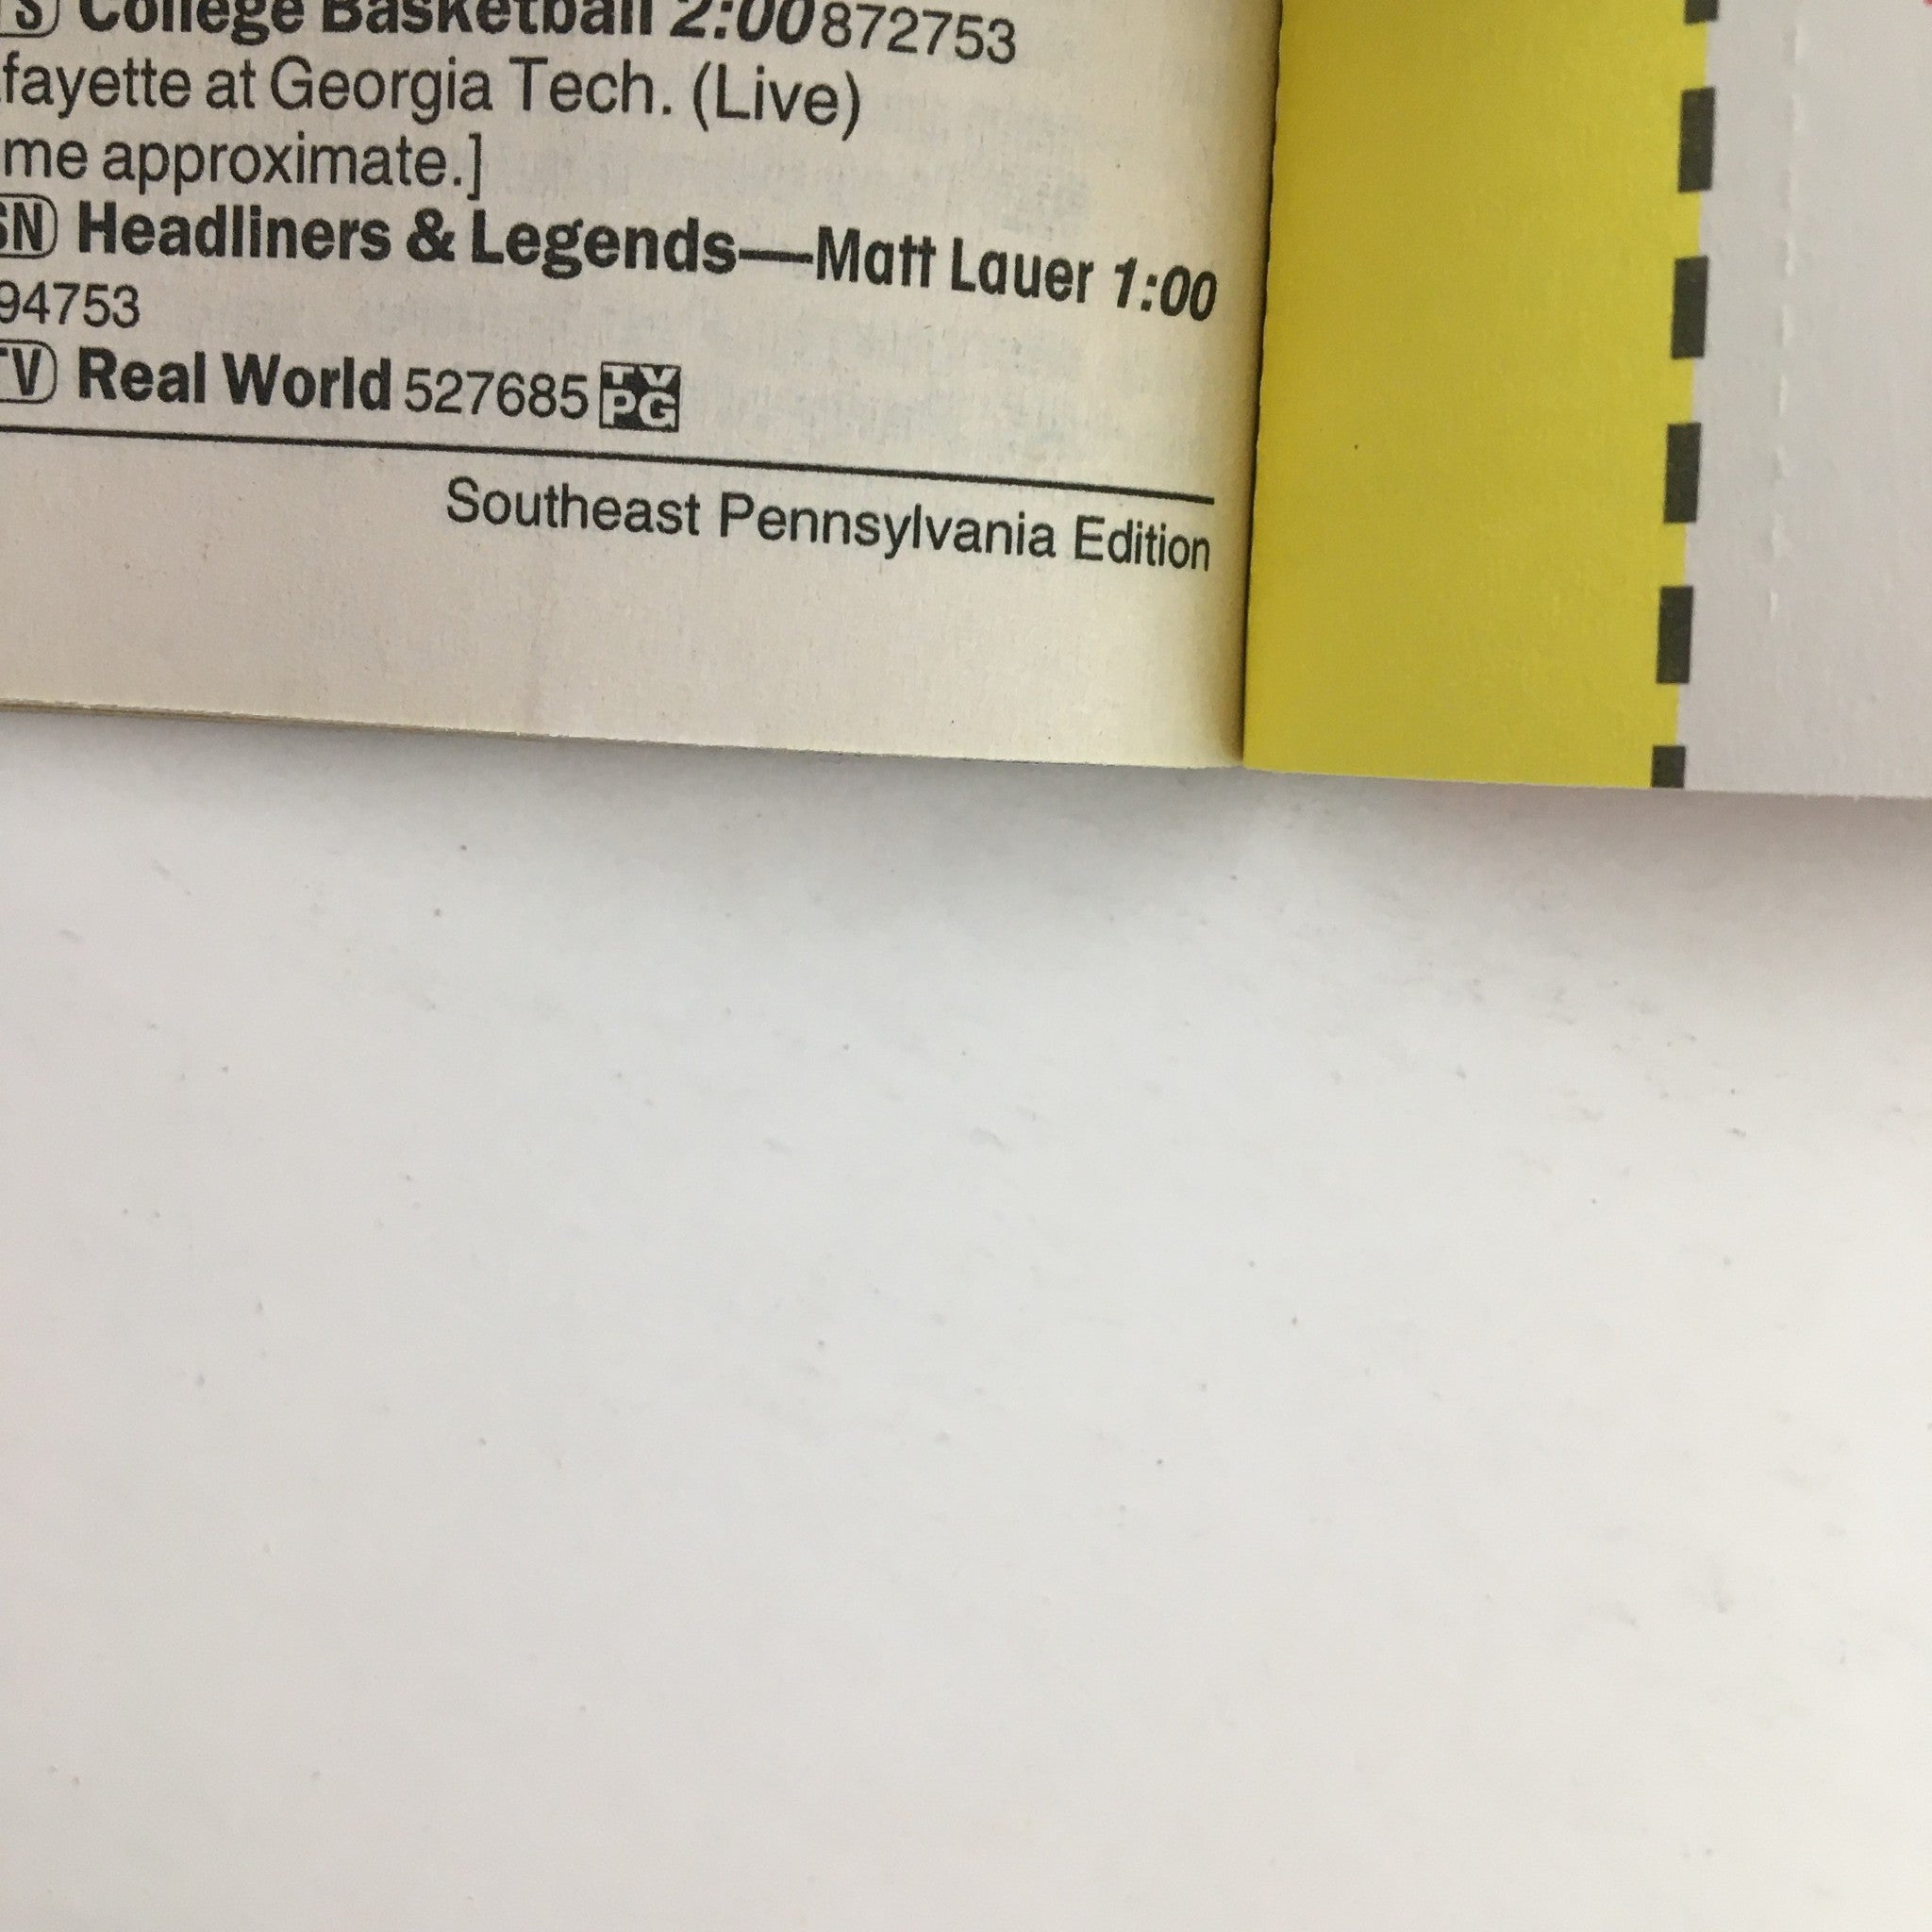 S College Basketball 2:00 872753
fayette at Georgia Tech. (Live)
me approximate.]
SN Headliners & Legends—Matt Lauer 1:00
94753
TV Real World 527685 TV PG
Southeast Pennsylvania Edition